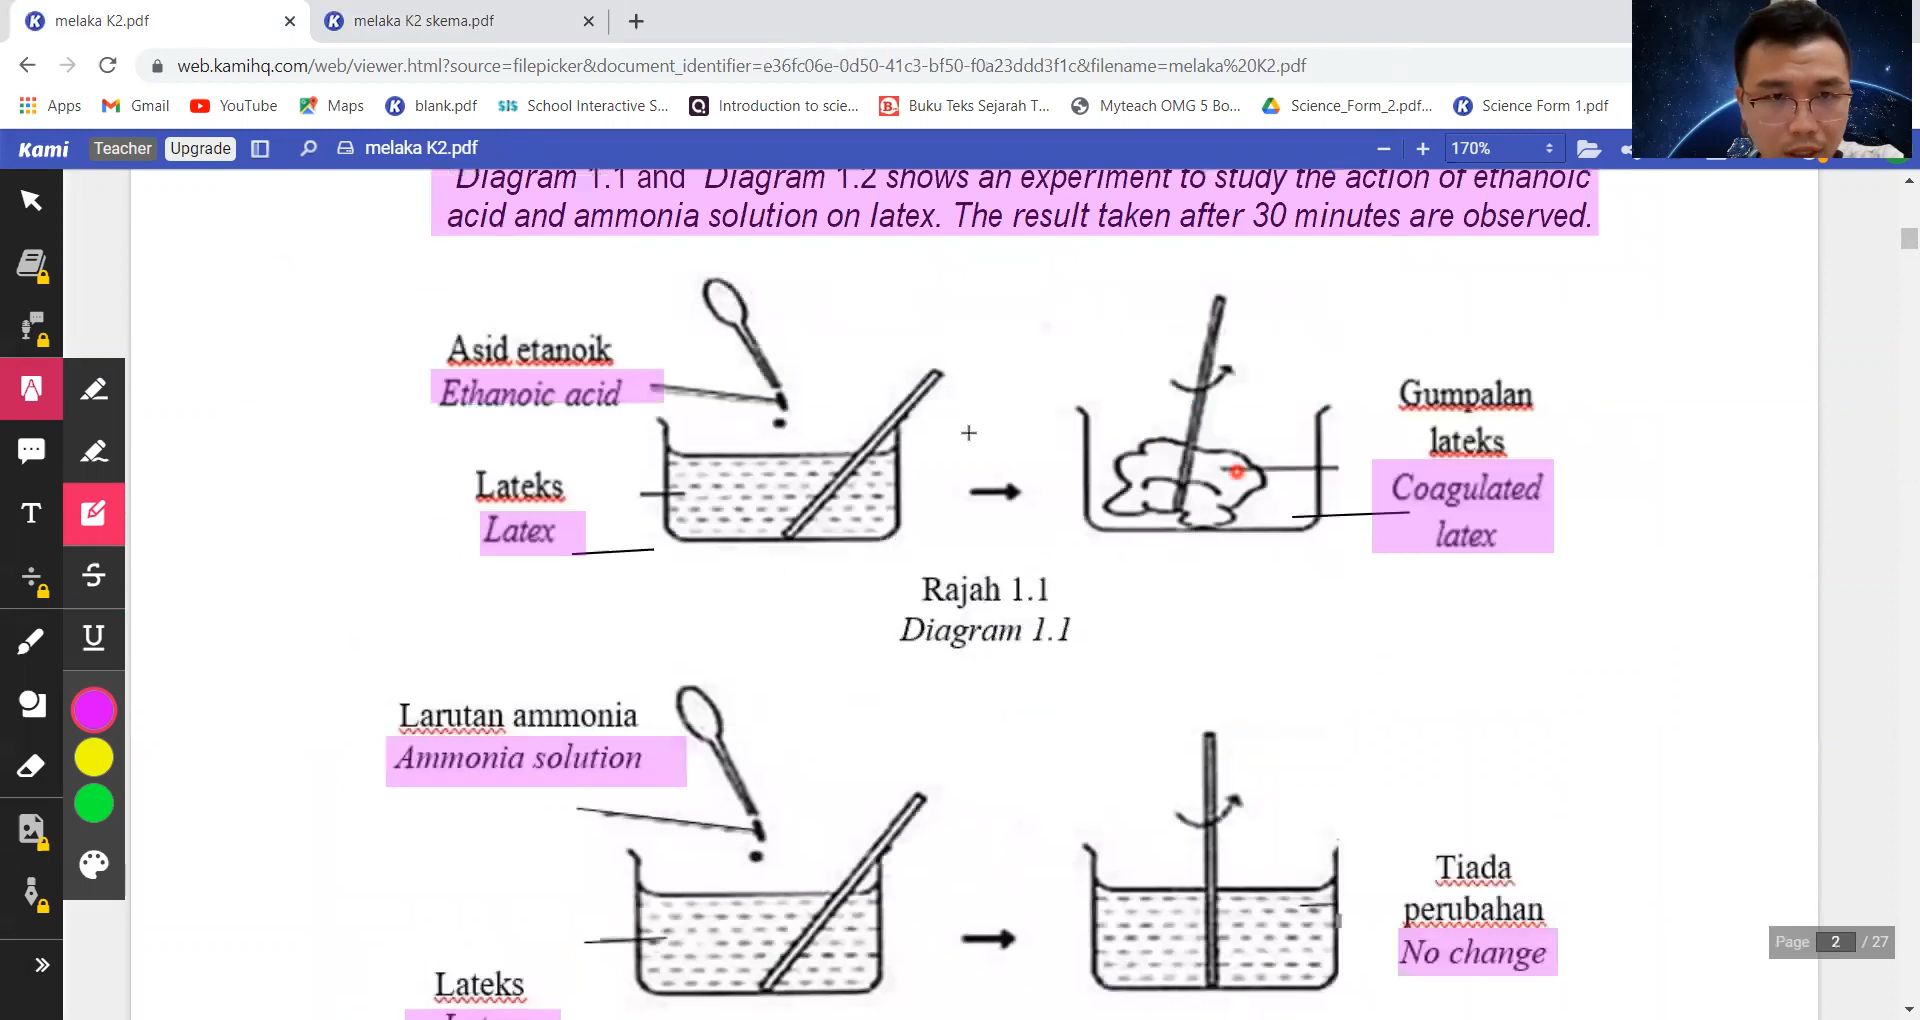 melaka K2.pdf
melaka K2 skema.pdf
web.kamihq.com/web/viewer.html?source=filepicker&document_identifier=e36fc06e-0d50-41c3-bf50-f0a23ddd3f1c&filename=melaka%20K2.pdf
Apps
Gmail
YouTube
Maps
blank.pdf
School Interactive S...
Introduction to scie...
Buku Teks Sejarah T...
Myteach OMG 5 Bo...
Science_Form_2.pdf...
Science Form 1.pdf
Kami
Teacher
Upgrade
melaka K2.pdf
170%
Diagram 1.1 and Diagram 1.2 shows an experiment to study the action of ethanoic
acid and ammonia solution on latex. The result taken after 30 minutes are observed.
Asid etanoik
Ethanoic acid
Lateks
Latex
Gumpalan
lateks
Coagulated
latex
Rajah 1.1
Diagram 1.1
Larutan ammonia
Ammonia solution
Lateks
Tiada
perubahan
No change
Page 2 / 27